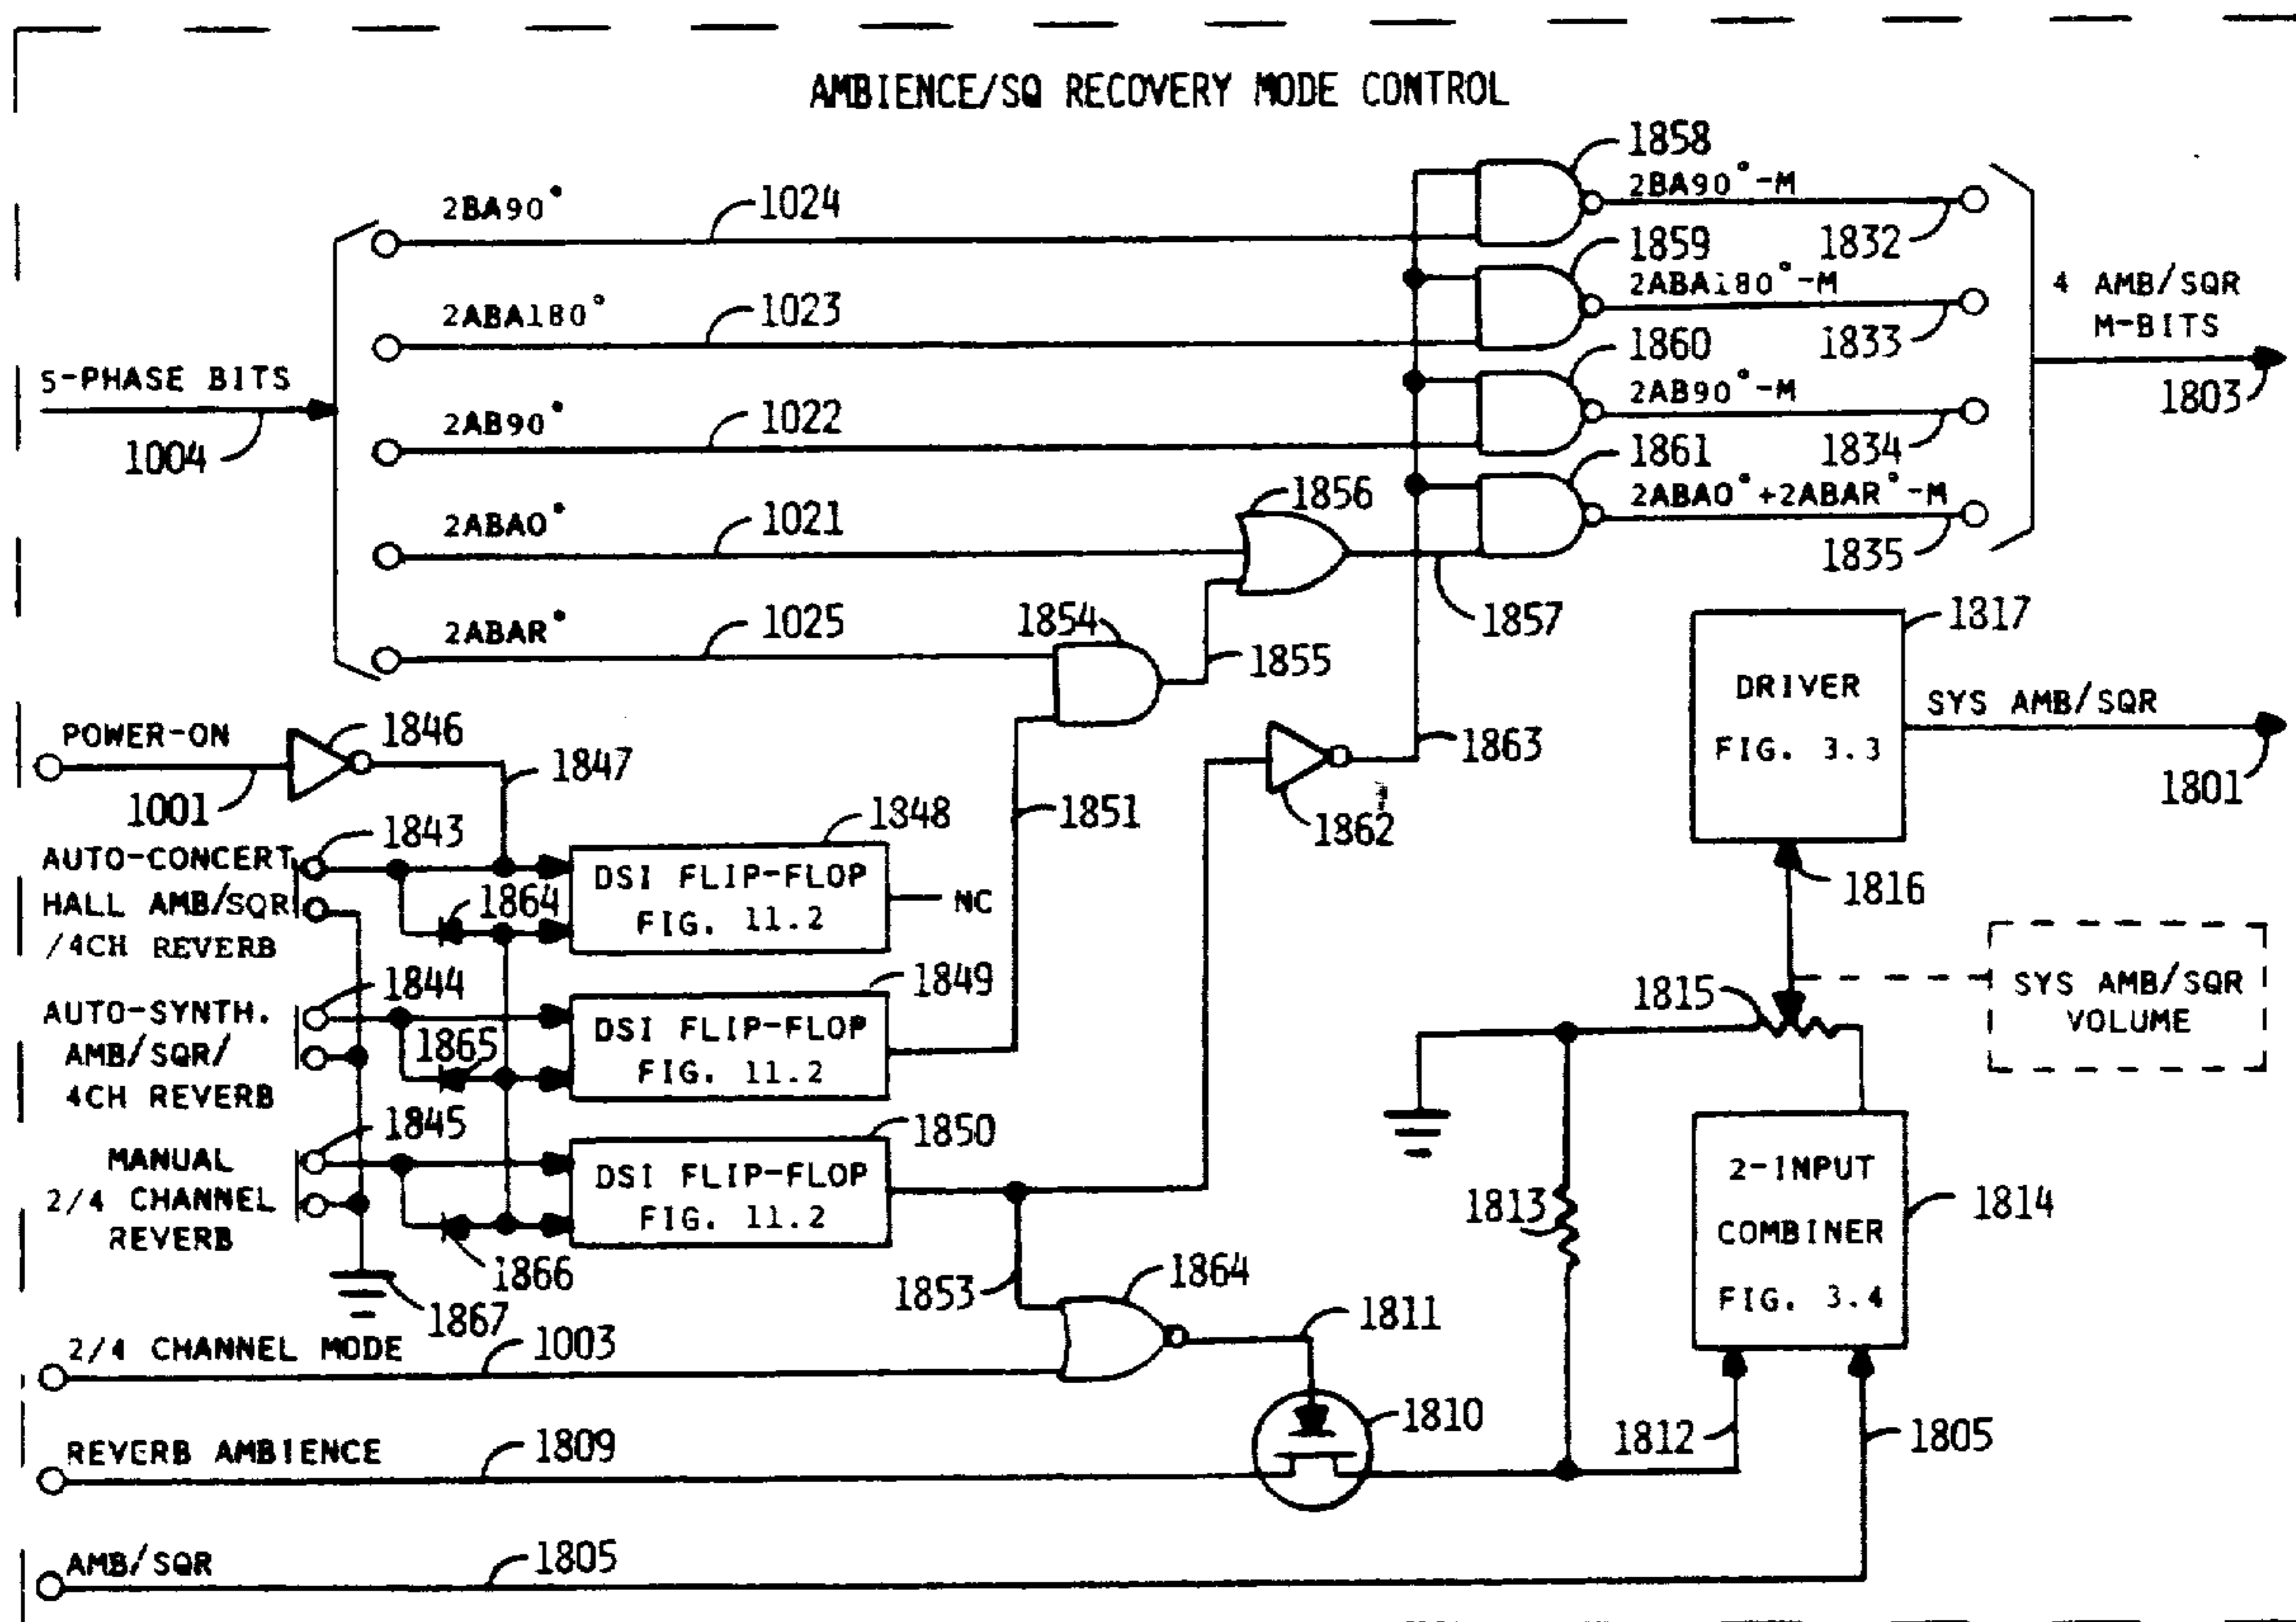 AMBIENCE/SQ RECOVERY MODE CONTROL
1858
2BA90°
1024
2BA90°-M
1832
1859
2ABA180°
1023
2ABA180°-M
1833
4 AMB/SQR
M-BITS
1803
5-PHASE BITS
1004
2AB90°
1022
1860
2AB90°-M
1834
1861
2ABA0°
1021
1856
2ABA0°+2ABAR°-M
1835
1857
2ABAR°
1025
1854
1855
1817
DRIVER
FIG. 3.3
SYS AMB/SQR
1801
POWER-ON
1846
1001
1847
1851
1863
1862
1816
1843
AUTO-CONCERT
HALL AMB/SQR
/4CH REVERB
1864
1848
DSI FLIP-FLOP
FIG. 11.2
NC
1844
AUTO-SYNTH.
AMB/SQR/
4CH REVERB
1865
1849
DSI FLIP-FLOP
FIG. 11.2
1815
SYS AMB/SQR
VOLUME
1845
MANUAL
2/4 CHANNEL
REVERB
1866
1850
DSI FLIP-FLOP
FIG. 11.2
1867
1853
1864
1811
1813
2-INPUT
COMBINER
FIG. 3.4
1814
2/4 CHANNEL MODE
1003
1810
REVERB AMBIENCE
1809
1812
1805
AMB/SQR
1805